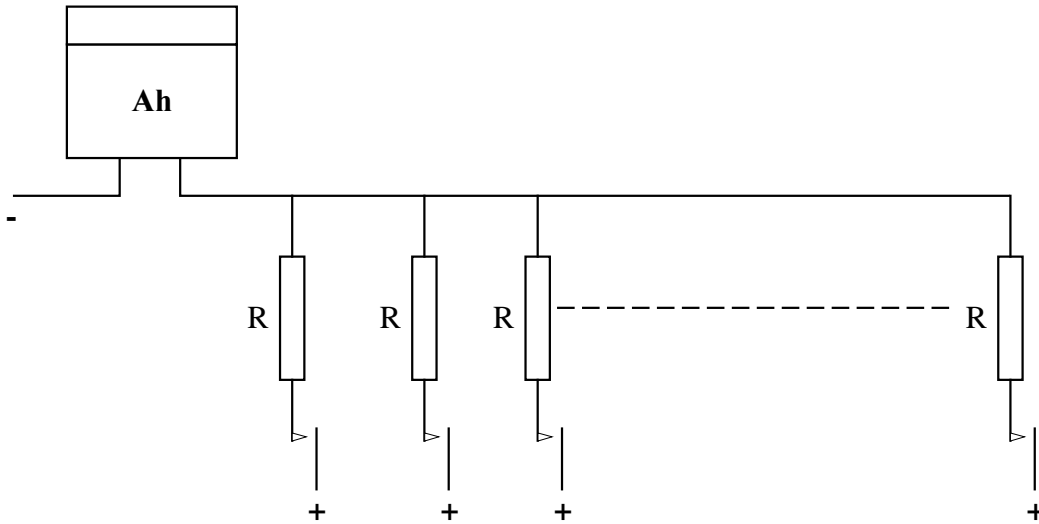 Ah
-
R R R R
+ + + +